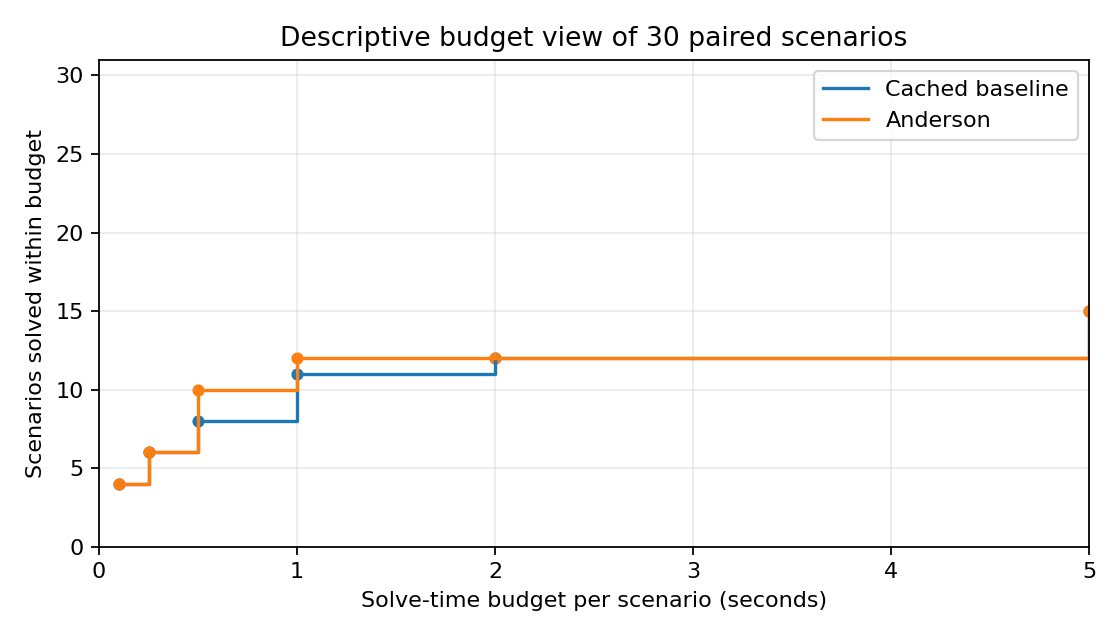 Descriptive budget view of 30 paired scenarios
Cached baseline
Anderson
Scenarios solved within budget
30
25
20
15
10
5
0
0 1 2 3 4 5
Solve-time budget per scenario (seconds)